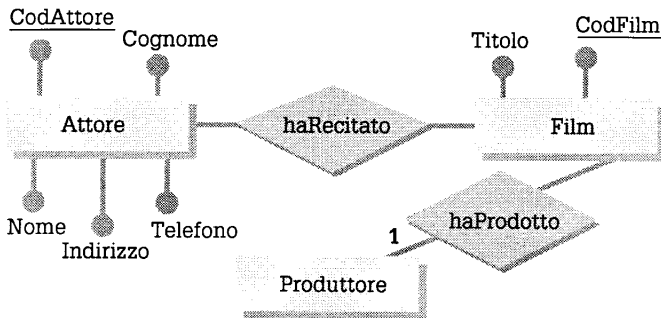 CodAttore
Cognome
Titolo
CodFilm
Attore
haRecitato
Film
Nome
Indirizzo
Telefono
1
haProdotto
Produttore